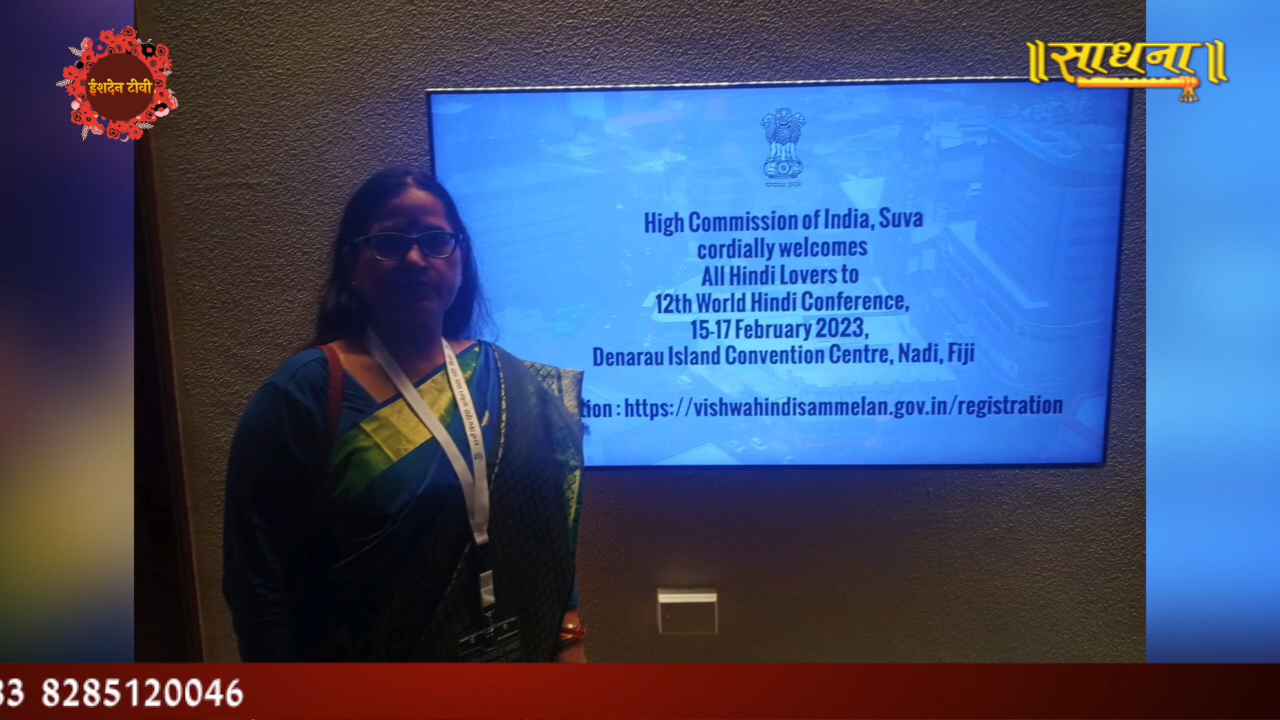 ईशदेन टीवी
॥साधना॥
High Commission of India, Suva
cordially welcomes
All Hindi Lovers to
12th World Hindi Conference,
15-17 February 2023,
Denarau Island Convention Centre, Nadi, Fiji
tion : https://vishwahindisammelan.gov.in/registration
33 8285120046